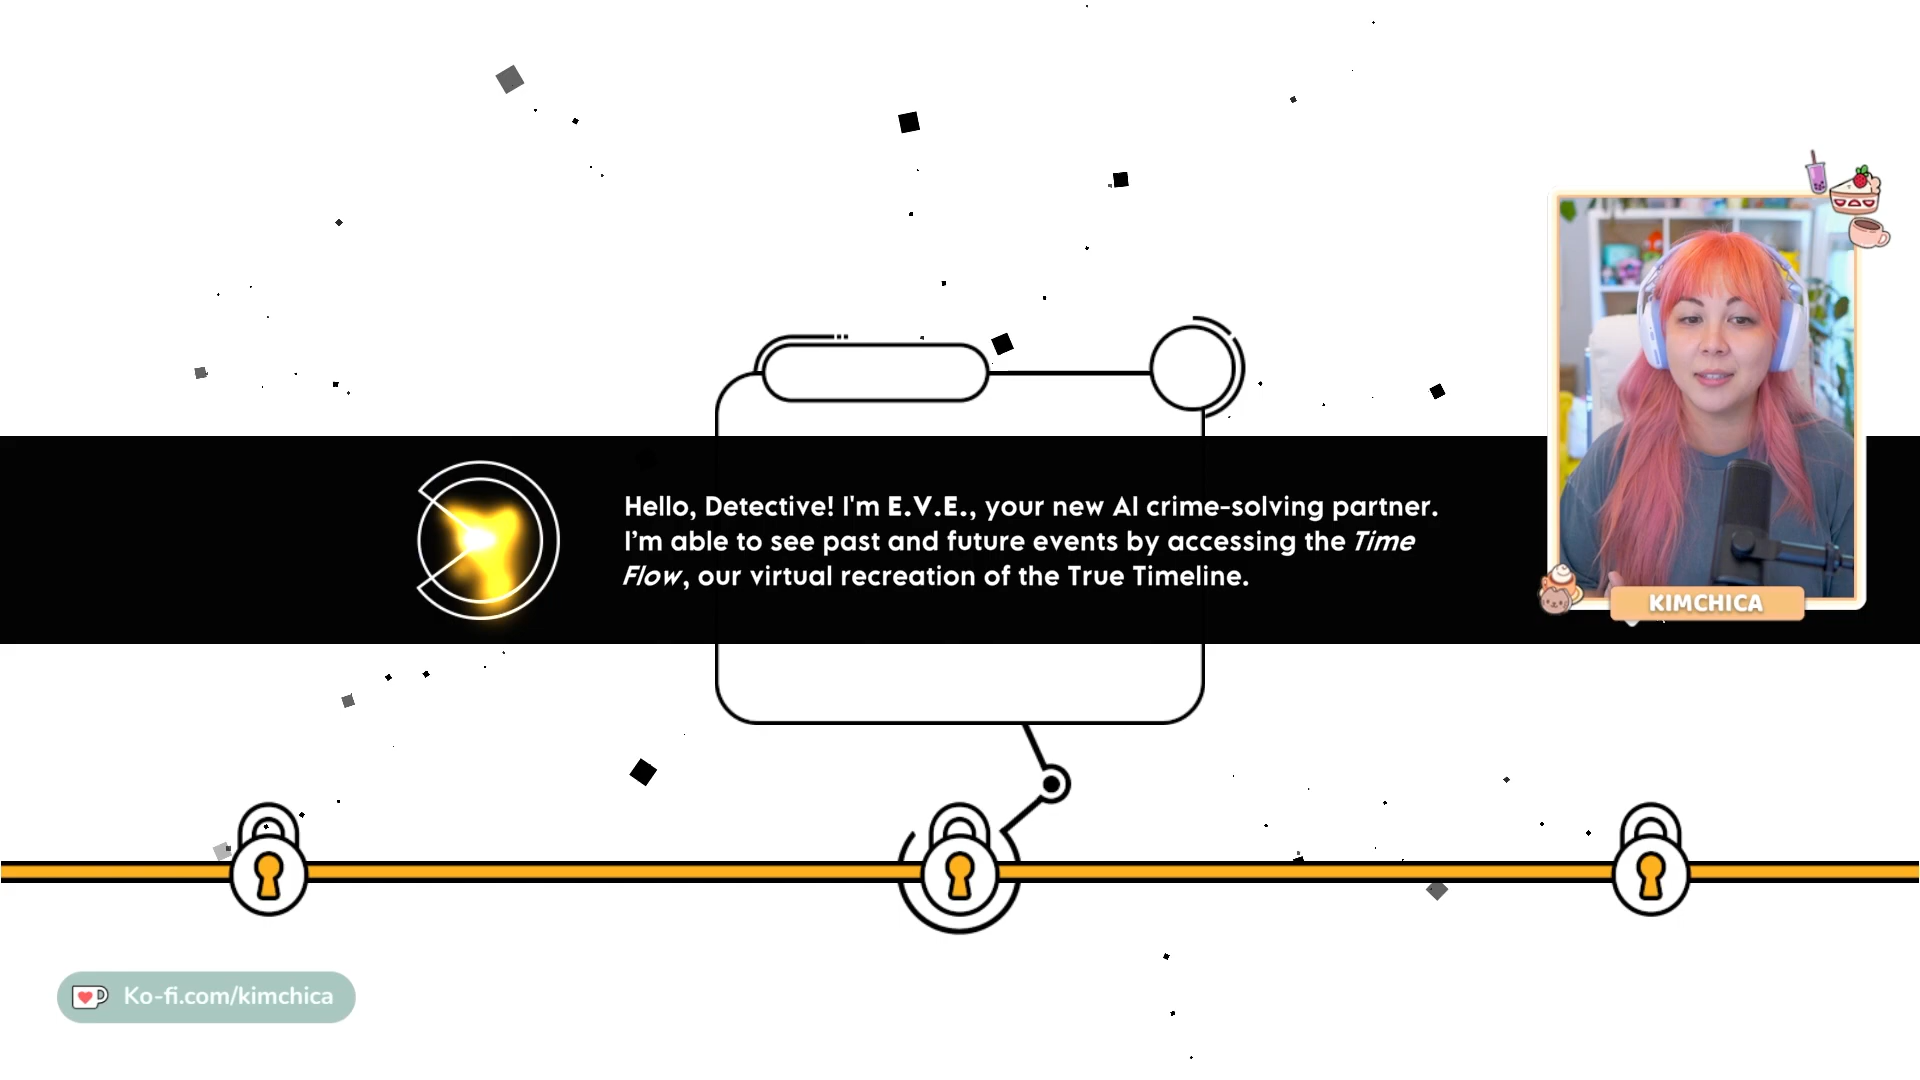 Hello, Detective! I'm E.V.E., your new AI crime-solving partner.
I’m able to see past and future events by accessing the Time
Flow, our virtual recreation of the True Timeline.
KIMCHICA
Ko-fi.com/kimchica